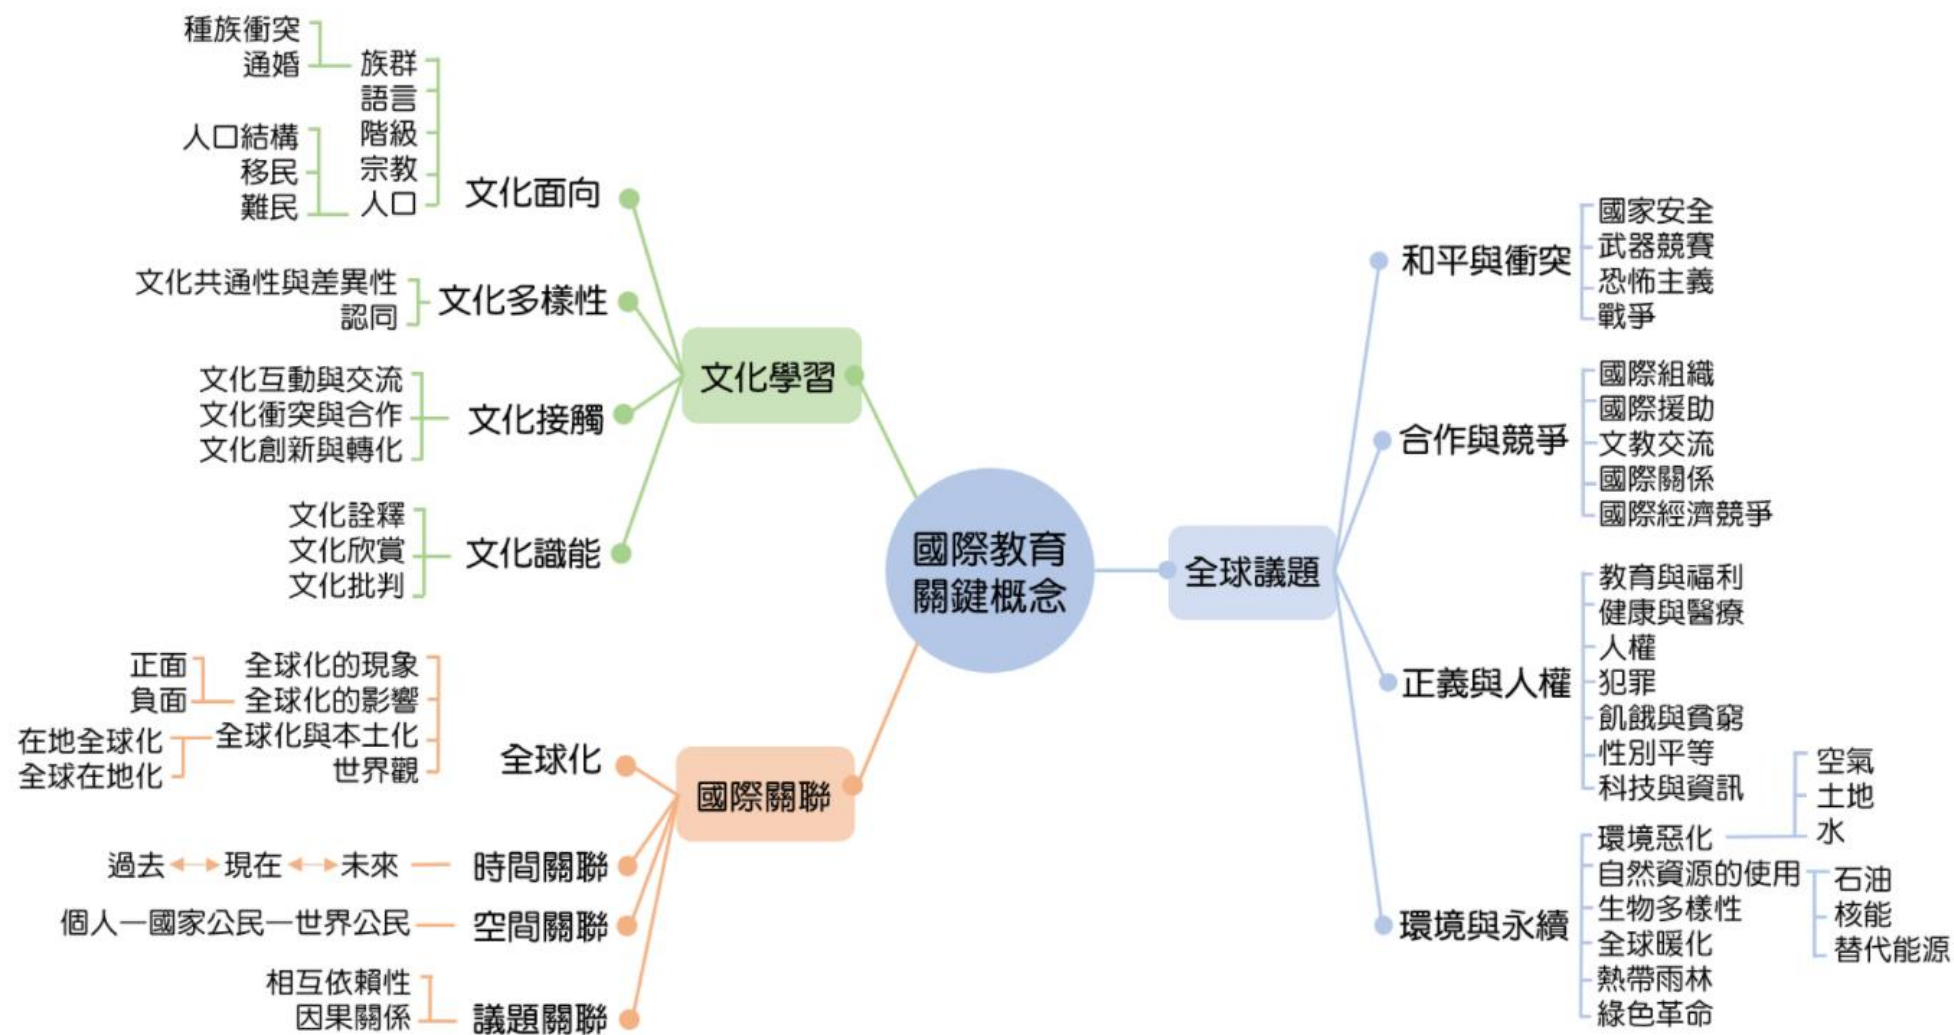 國際教育
關鍵概念
文化學習
文化面向
族群
種族衝突
通婚
語言
階級
宗教
人口
人口結構
移民
難民
文化多樣性
文化共通性與差異性
認同
文化接觸
文化互動與交流
文化衝突與合作
文化創新與轉化
文化識能
文化詮釋
文化欣賞
文化批判
國際關聯
全球化
全球化的現象
全球化的影響
正面
負面
全球化與本土化
在地全球化
全球在地化
世界觀
時間關聯
過去 現在 未來
空間關聯
個人—國家公民—世界公民
議題關聯
相互依賴性
因果關係
全球議題
和平與衝突
國家安全
武器競賽
恐怖主義
戰爭
合作與競爭
國際組織
國際援助
文教交流
國際關係
國際經濟競爭
正義與人權
教育與福利
健康與醫療
人權
犯罪
飢餓與貧窮
性別平等
科技與資訊
環境與永續
環境惡化
空氣
土地
水
自然資源的使用
石油
核能
替代能源
生物多樣性
全球暖化
熱帶雨林
綠色革命